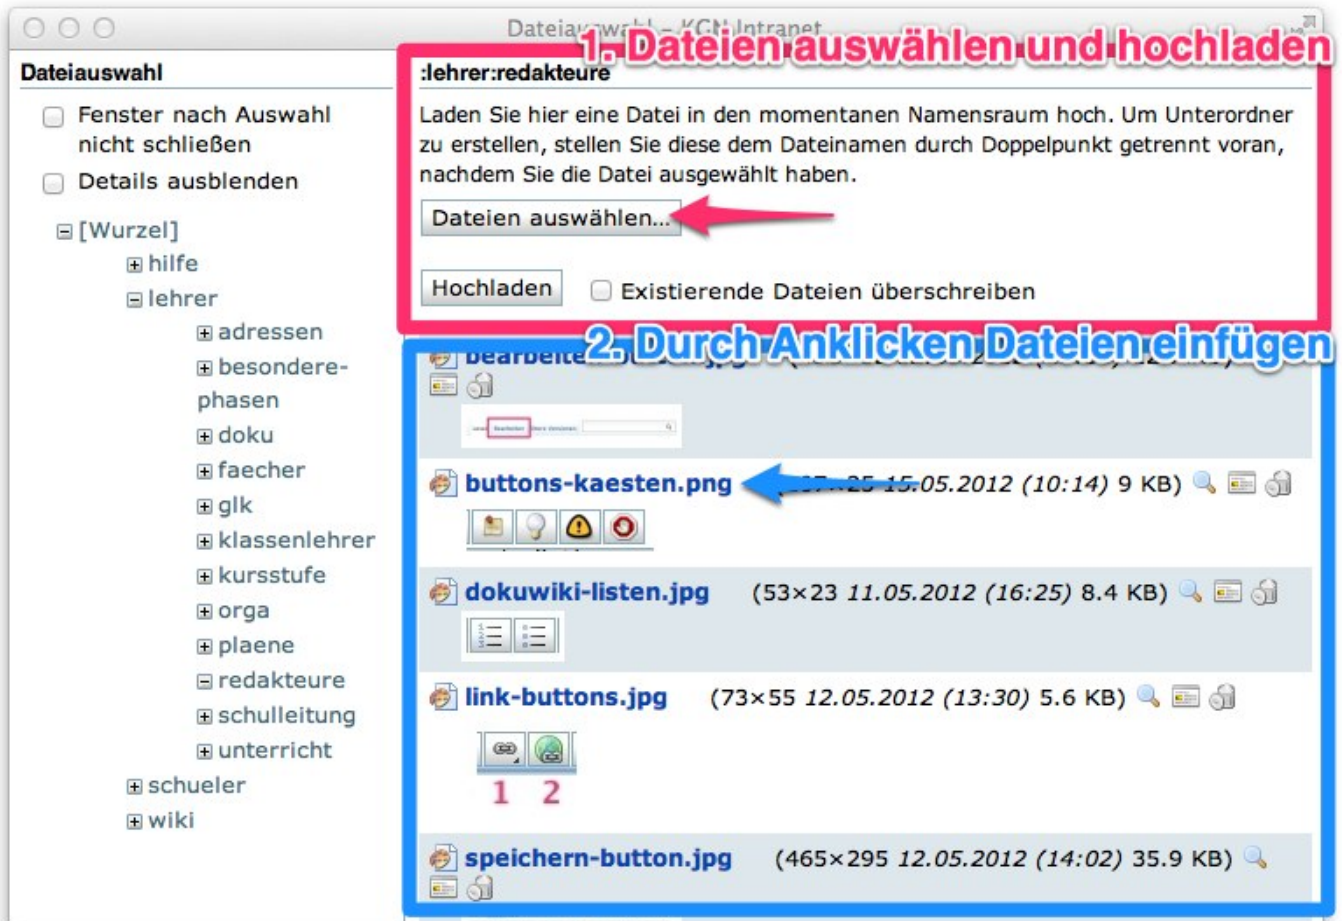 Dateiauswahl – KGN Intranet
1. Dateien auswählen und hochladen
Dateiauswahl
Fenster nach Auswahl
nicht schließen
Details ausblenden
[Wurzel]
hilfe
lehrer
adressen
besondere-
phasen
doku
faecher
glk
klassenlehrer
kursstufe
orga
plaene
redakteure
schulleitung
unterricht
schueler
wiki
:lehrer:redakteure
Laden Sie hier eine Datei in den momentanen Namensraum hoch. Um Unterordner
zu erstellen, stellen Sie diese dem Dateinamen durch Doppelpunkt getrennt voran,
nachdem Sie die Datei ausgewählt haben.
Dateien auswählen...
Hochladen
Existierende Dateien überschreiben
2. Durch Anklicken Dateien einfügen
Bearbeiten
buttons-kaesten.png 15.05.2012 (10:14) 9 KB)
dokuwiki-listen.jpg (53×23 11.05.2012 (16:25) 8.4 KB)
link-buttons.jpg (73×55 12.05.2012 (13:30) 5.6 KB)
1 2
speichern-button.jpg (465×295 12.05.2012 (14:02) 35.9 KB)